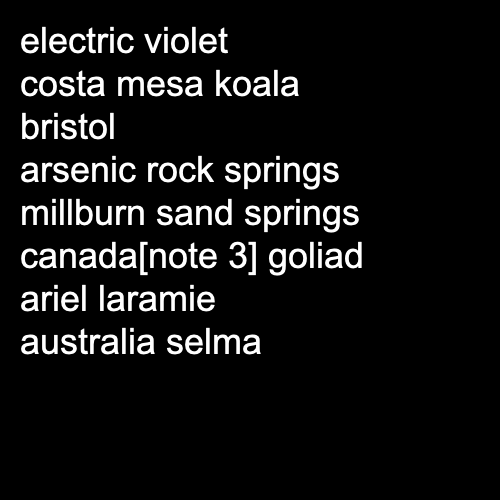 electric violet
costa mesa koala
bristol
arsenic rock springs
millburn sand springs
canada[note 3] goliad
ariel laramie
australia selma